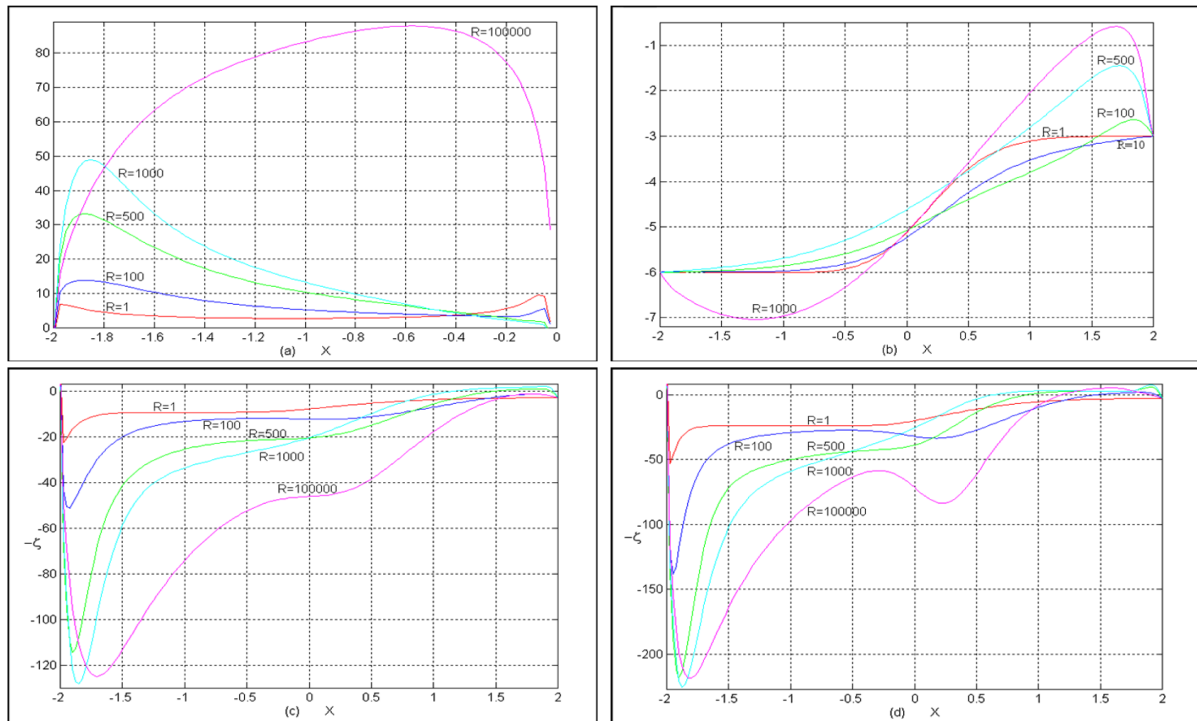 80
70
60
50
40
30
20
10
0
R=100000
R=1000
R=500
R=100
R=1
-2 -1.8 -1.6 -1.4 -1.2 -1 -0.8 -0.6 -0.4 -0.2 0
(a) X
-1
-2
-3
-4
-5
-6
-7
R=500
R=100
R=1
R=10
R=1000
-2 -1.5 -1 -0.5 0 0.5 1 1.5 2
(b) X
0
-20
-40
-60
-80
-100
-120
-ζ
R=1
R=100
R=500
R=1000
R=100000
-2 -1.5 -1 -0.5 0 0.5 1 1.5 2
(c) X
0
-50
-100
-150
-200
-ζ
R=1
R=100
R=500
R=1000
R=100000
-2 -1.5 -1 -0.5 0 0.5 1 1.5 2
(d) X